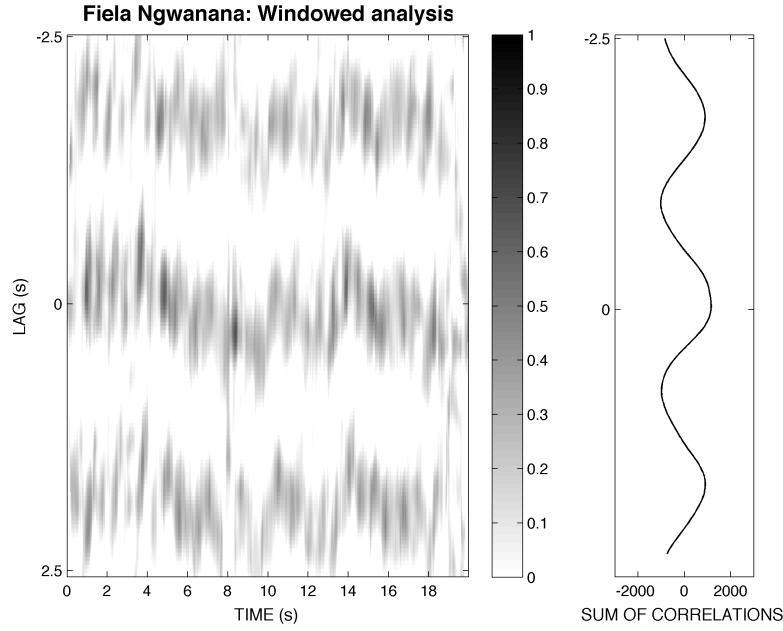 Fiela Ngwanana: Windowed analysis
-2.5
0
2.5
LAG (s)
0 2 4 6 8 10 12 14 16 18
TIME (s)
1
0.9
0.8
0.7
0.6
0.5
0.4
0.3
0.2
0.1
0
-2.5
0
2.5
-2000 0 2000
SUM OF CORRELATIONS